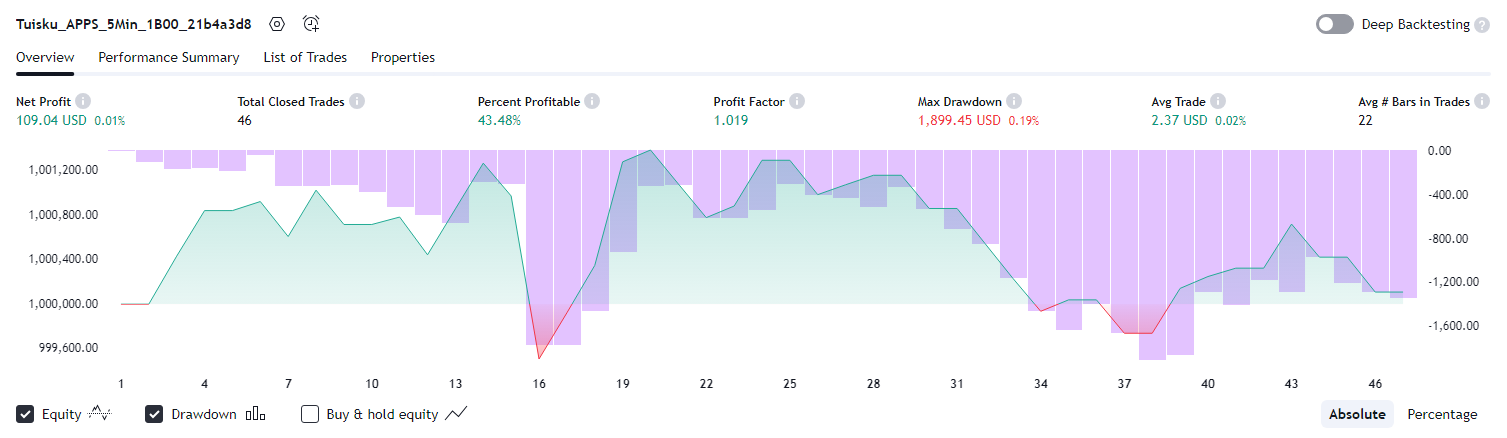 Tuisku_APPS_5Min_1B00_21b4a3d8
Deep Backtesting ?
Overview Performance Summary List of Trades Properties
Net Profit i Total Closed Trades i Percent Profitable i Profit Factor i Max Drawdown i Avg Trade i Avg # Bars in Trades i
109.04 USD 0.01% 46 43.48% 1.019 1,899.45 USD 0.19% 2.37 USD 0.02% 22
1,001,200.00
1,000,800.00
1,000,400.00
1,000,000.00
999,600.00
0.00
-400.00
-800.00
-1,200.00
-1,600.00
1 4 7 10 13 16 19 22 25 28 31 34 37 40 43 46
Equity Drawdown Buy & hold equity Absolute Percentage